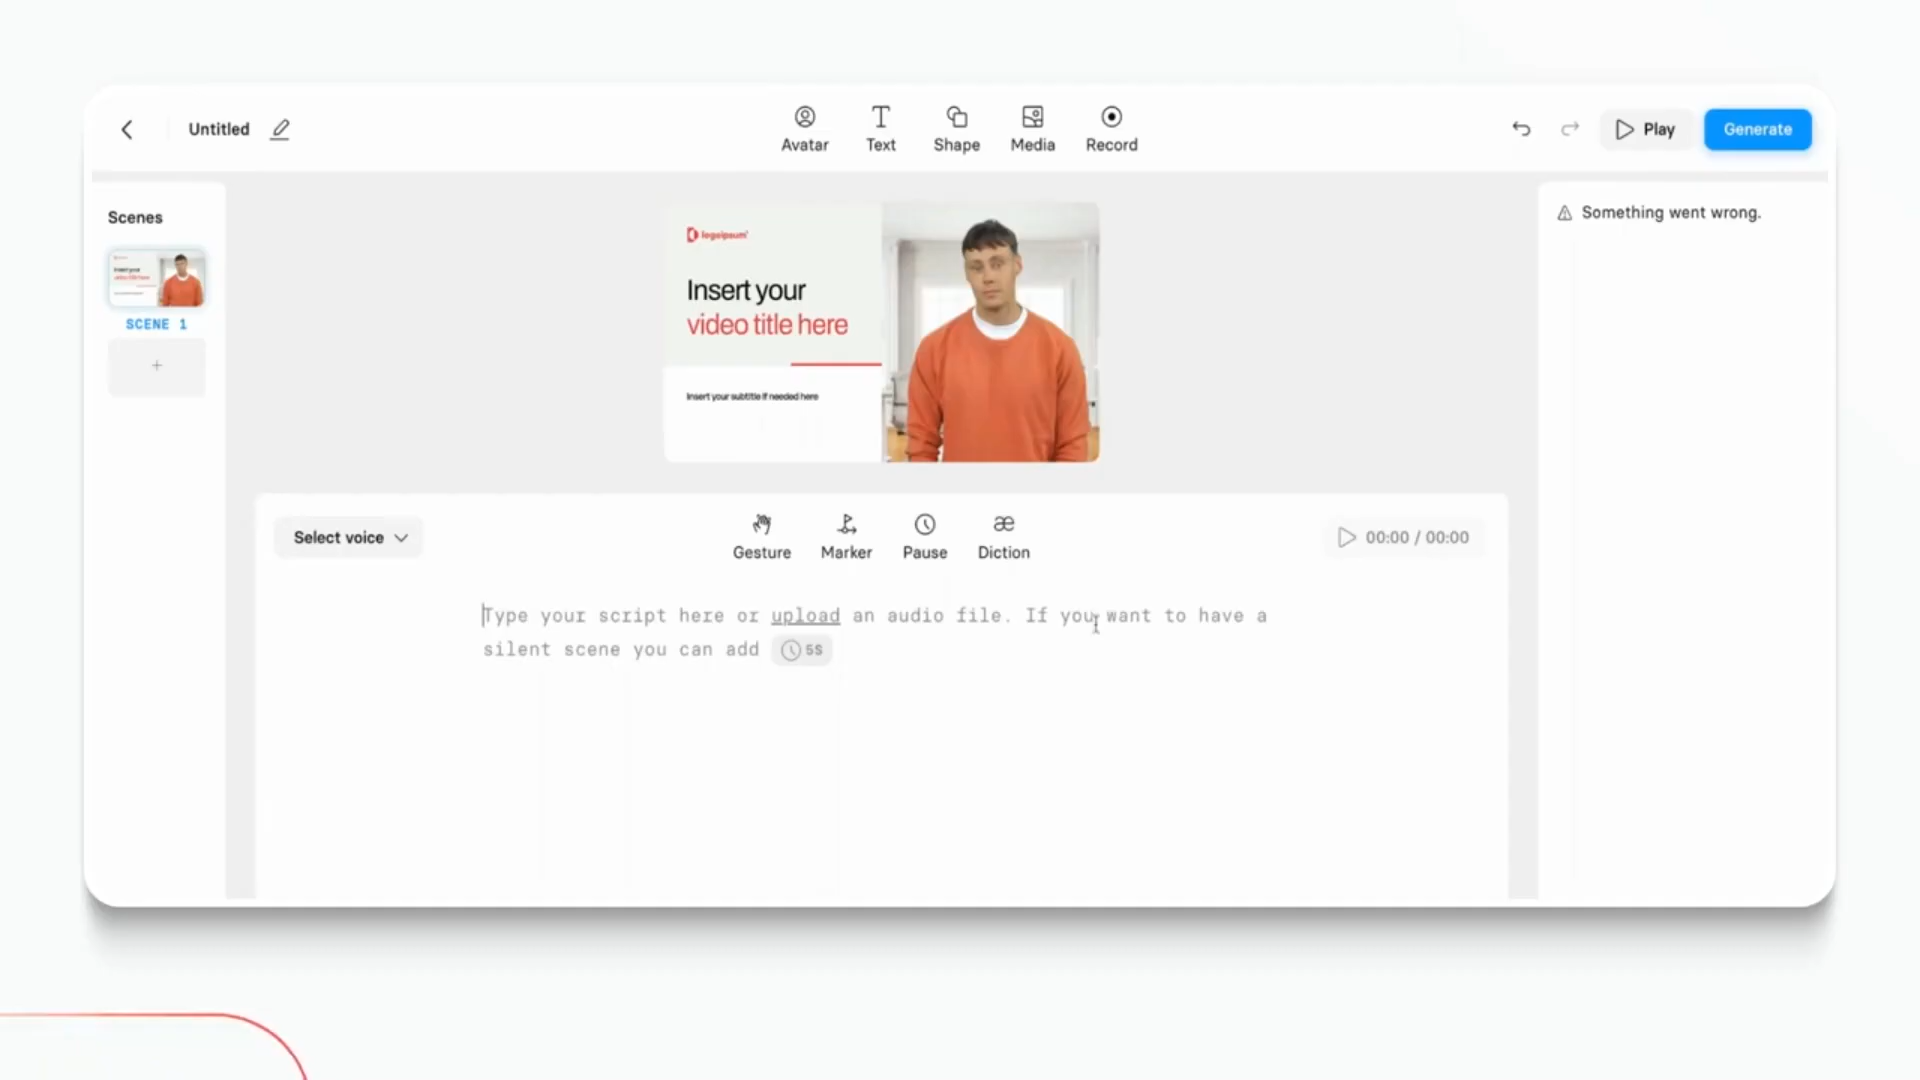 Untitled
Avatar
Text
Shape
Media
Record
Play
Generate
Scenes
SCENE 1
+
logoipsum
Insert your
video title here
Insert your subtitle if needed here
Something went wrong.
Select voice
Gesture
Marker
Pause
æ
Diction
00:00 / 00:00
Type your script here or upload an audio file. If you want to have a
silent scene you can add 5S